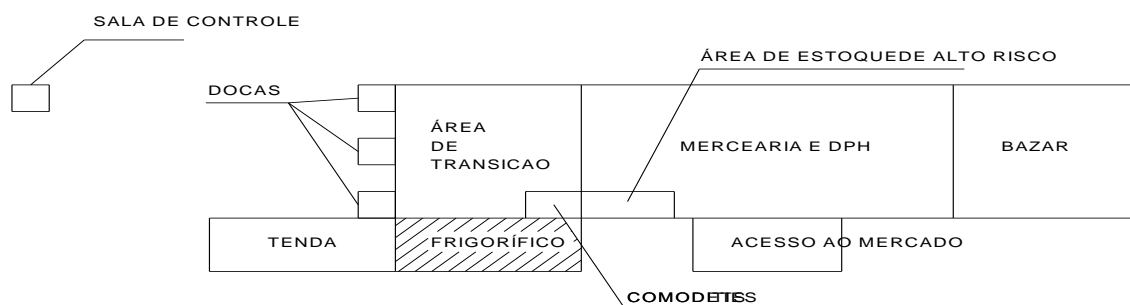 SALA DE CONTROLE
ÁREA DE ESTOQUEDE ALTO RISCO
DOCAS
ÁREA
DE
TRANSICAO
MERCEARIA E DPH
BAZAR
TENDA
FRIGORÍFICO
ACESSO AO MERCADO